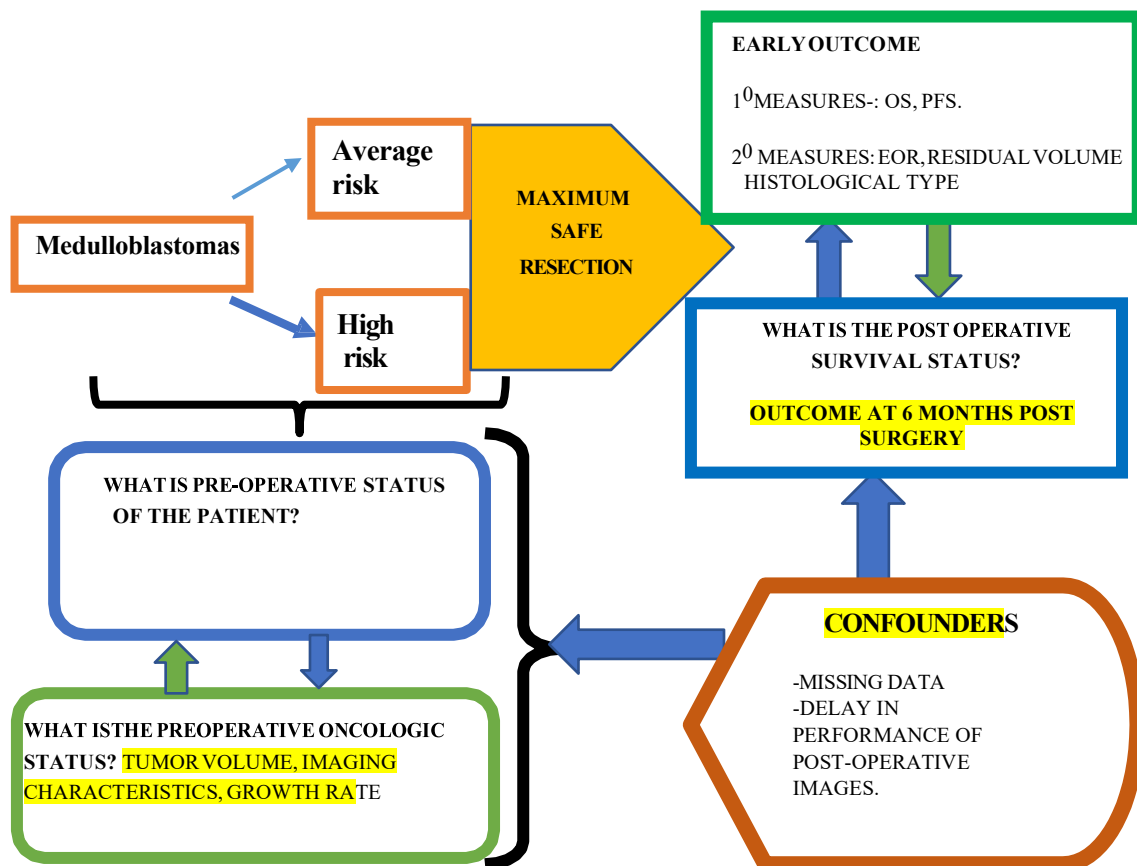 Medulloblastomas
Average
risk
High
risk
MAXIMUM
SAFE
RESECTION
EARLY OUTCOME
1⁰MEASURES-: OS, PFS.
2⁰ MEASURES: EOR, RESIDUAL VOLUME
HISTOLOGICAL TYPE
WHAT IS THE POST OPERATIVE
SURVIVAL STATUS?
OUTCOME AT 6 MONTHS POST
SURGERY
WHAT IS PRE-OPERATIVE STATUS
OF THE PATIENT?
WHAT ISTHE PREOPERATIVE ONCOLOGIC
STATUS? TUMOR VOLUME, IMAGING
CHARACTERISTICS, GROWTH RATE
CONFOUNDERS
-MISSING DATA
-DELAY IN
PERFORMANCE OF
POST-OPERATIVE
IMAGES.